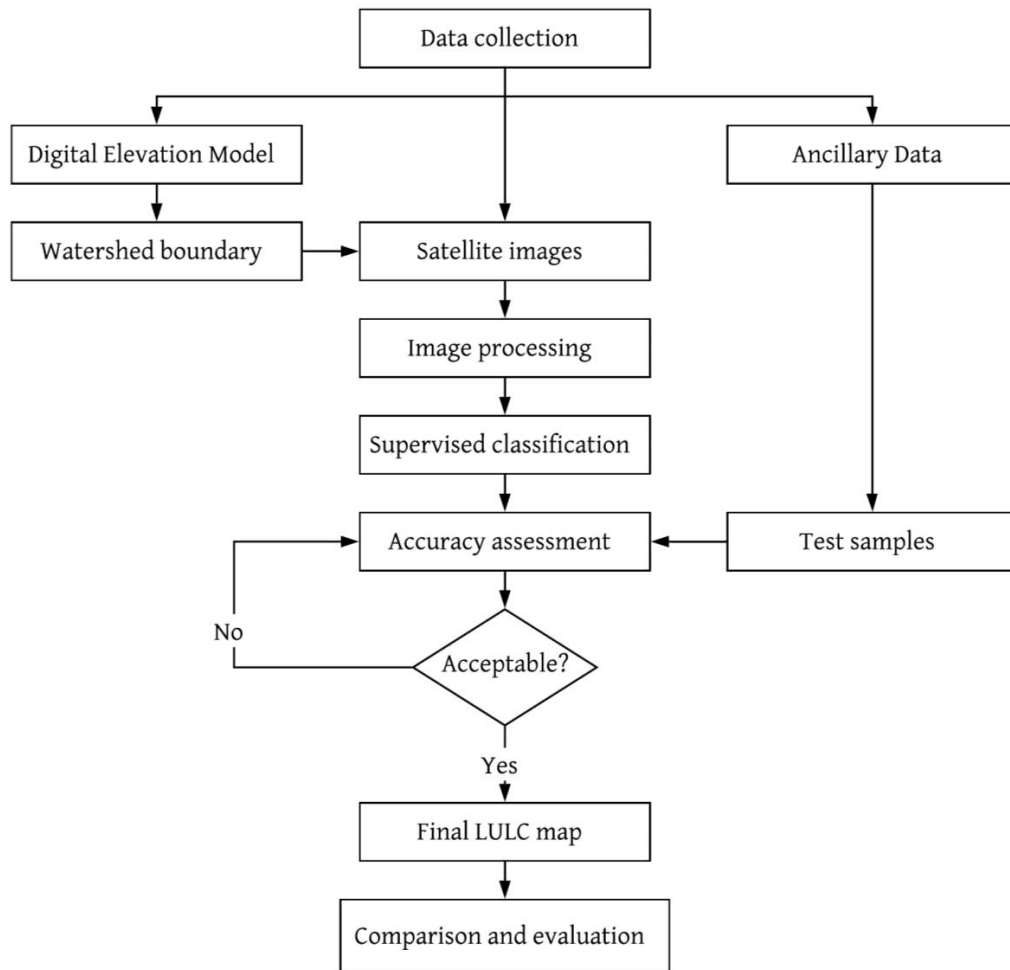 Data collection
Digital Elevation Model
Ancillary Data
Watershed boundary
Satellite images
Image processing
Supervised classification
Accuracy assessment
Test samples
No
Acceptable?
Yes
Final LULC map
Comparison and evaluation